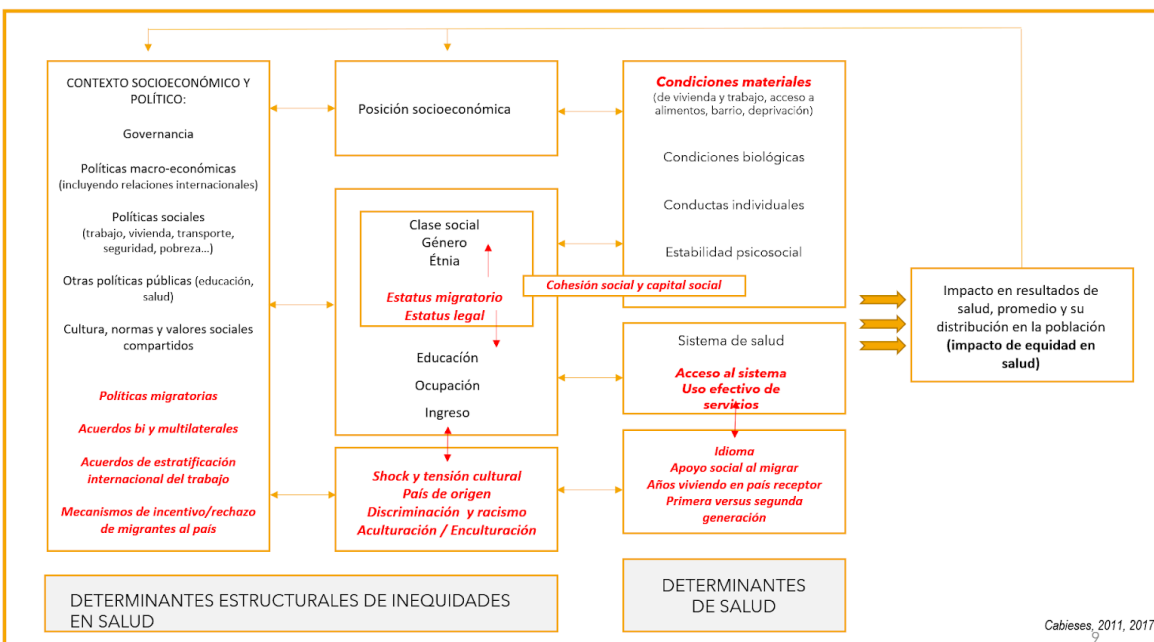 CONTEXTO SOCIOECONÓMICO Y
POLÍTICO:
Governancia
Políticas macro-económicas
(incluyendo relaciones internacionales)
Políticas sociales
(trabajo, vivienda, transporte,
seguridad, pobreza...)
Otras políticas públicas (educación,
salud)
Cultura, normas y valores sociales
compartidos
Políticas migratorias
Acuerdos bi y multilaterales
Acuerdos de estratificación
internacional del trabajo
Mecanismos de incentivo/rechazo
de migrantes al país
Posición socioeconómica
Clase social
Género
Étnia
Estatus migratorio
Estatus legal
Educación
Ocupación
Ingreso
Shock y tensión cultural
País de origen
Discriminación y racismo
Aculturación / Enculturación
Cohesión social y capital social
Condiciones materiales
(de vivienda y trabajo, acceso a
alimentos, barrio, deprivación)
Condiciones biológicas
Conductas individuales
Estabilidad psicosocial
Sistema de salud
Acceso al sistema
Uso efectivo de
servicios
Idioma
Apoyo social al migrar
Años viviendo en país receptor
Primera versus segunda
generación
Impacto en resultados de
salud, promedio y su
distribución en la población
(impacto de equidad en
salud)
DETERMINANTES ESTRUCTURALES DE INEQUIDADES
EN SALUD
DETERMINANTES
DE SALUD
Cabieses, 2011, 2017
9